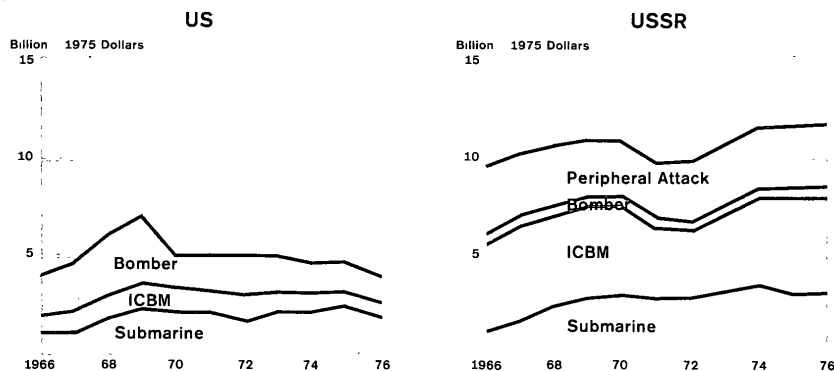 US
Billion 1975 Dollars
15
10
5
Bomber
ICBM
Submarine
1966 68 70 72 74 76
USSR
Billion 1975 Dollars
15
10
5
Peripheral Attack
Bomber
ICBM
Submarine
1966 68 70 72 74 76